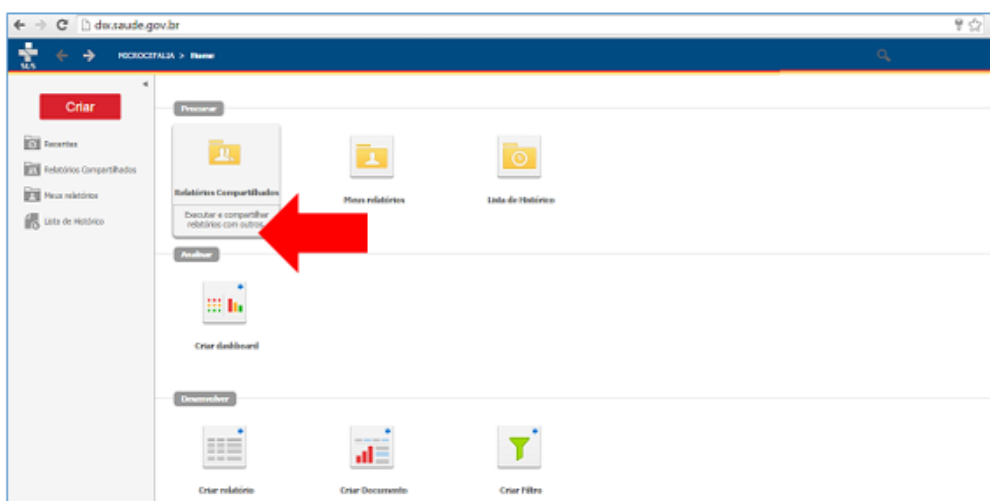 dw.saude.gov.br
SUS
MICROCEFALIA > Home
Criar
Recentes
Relatórios Compartilhados
Meus relatórios
Lista de Histórico
Procurar
Relatórios Compartilhados
Executar e compartilhar
relatórios com outros
Meus relatórios
Lista de Histórico
Analisar
Criar dashboard
Desenvolver
Criar relatório
Criar Documento
Criar Filtro